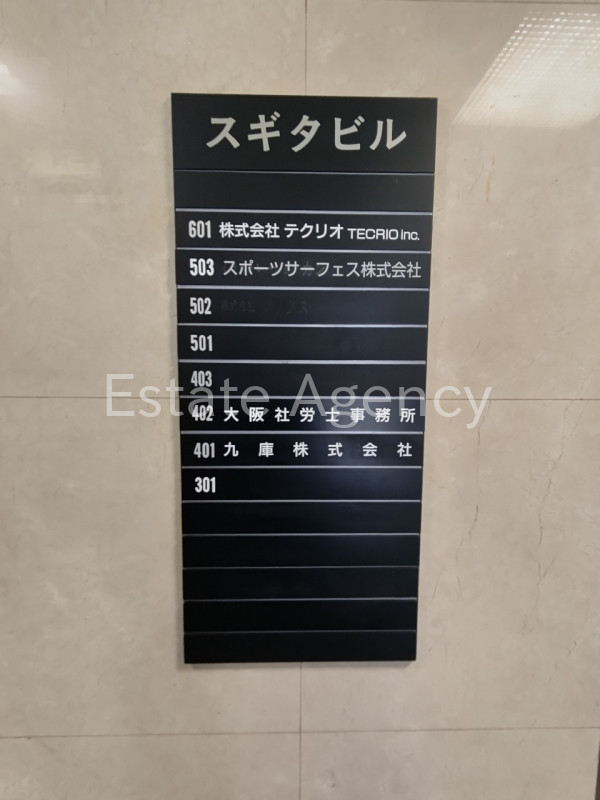 スギタビル
601 株式会社 テクリオ TECRIO inc.
503 スポーツサーフェス株式会社
502
501
403
402 大阪社労士事務所
401 九庫株式会社
301
Estate Agency